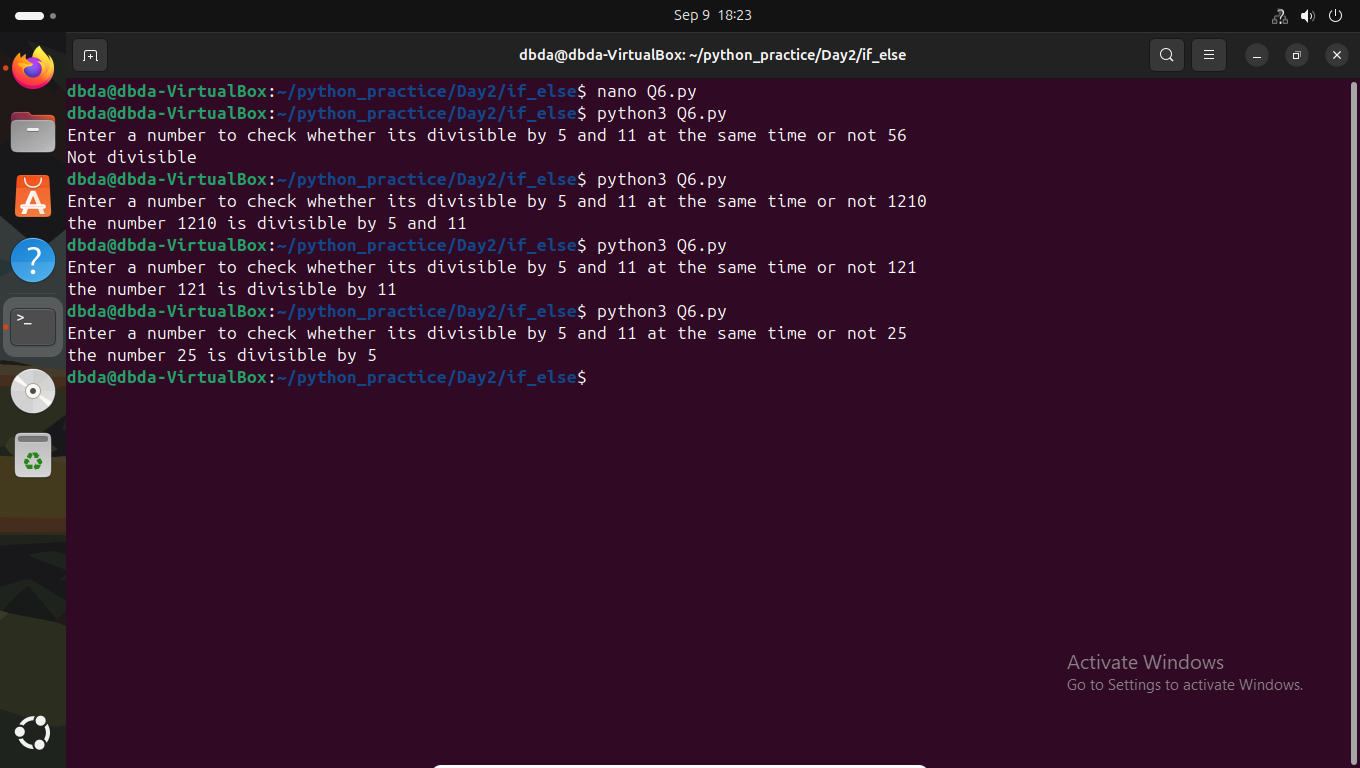 Sep 9 18:23
dbda@dbda-VirtualBox: ~/python_practice/Day2/if_else
dbda@dbda-VirtualBox:~/python_practice/Day2/if_else$ nano Q6.py
dbda@dbda-VirtualBox:~/python_practice/Day2/if_else$ python3 Q6.py
Enter a number to check whether its divisible by 5 and 11 at the same time or not 56
Not divisible
dbda@dbda-VirtualBox:~/python_practice/Day2/if_else$ python3 Q6.py
Enter a number to check whether its divisible by 5 and 11 at the same time or not 1210
the number 1210 is divisible by 5 and 11
dbda@dbda-VirtualBox:~/python_practice/Day2/if_else$ python3 Q6.py
Enter a number to check whether its divisible by 5 and 11 at the same time or not 121
the number 121 is divisible by 11
dbda@dbda-VirtualBox:~/python_practice/Day2/if_else$ python3 Q6.py
Enter a number to check whether its divisible by 5 and 11 at the same time or not 25
the number 25 is divisible by 5
dbda@dbda-VirtualBox:~/python_practice/Day2/if_else$
Activate Windows
Go to Settings to activate Windows.